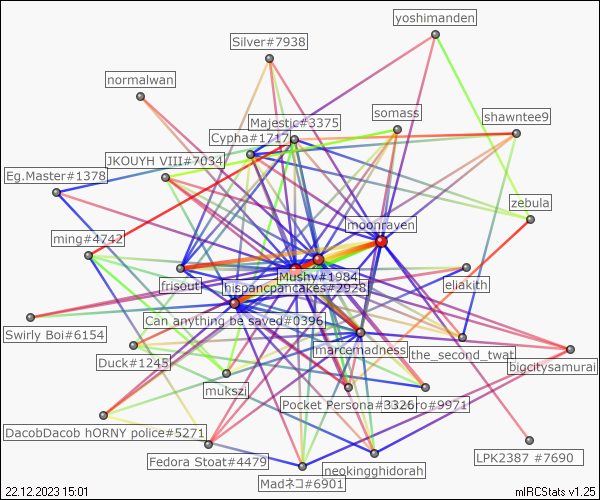 yoshimanden
Silver#7938
normalwan
somass
shawntee9
Majestic#3375
Cypha#1717
JKOUYH VIII#7034
Eg.Master#1378
zebula
moonraven
ming#4742
Mushy#1984
frisout
hispancpancakes#2928
eliakith
Can anything be saved#0396
Swirly Boi#6154
marcemadness
the_second_twat
Duck#1245
bigcitysamurai
mukszi
Pocket Persona#3326
ro#9971
DacobDacob hORNY police#5271
Fedora Stoat#4479
LPK2387 #7690
neokingghidorah
Madネコ#6901
22.12.2023 15:01
mIRCStats v1.25